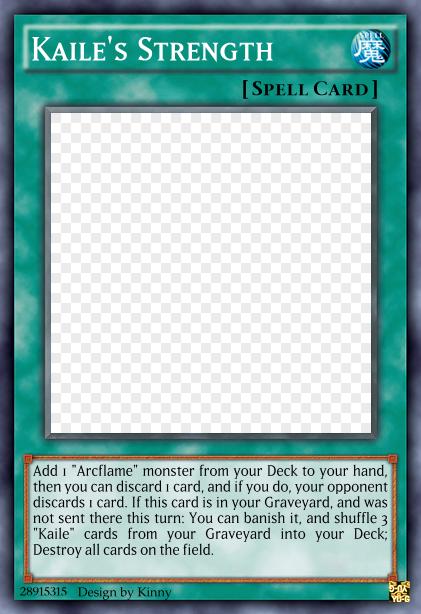 Kaile's Strength
SPELL
魔
[Spell Card]
Add 1 "Arcflame" monster from your Deck to your hand,
then you can discard 1 card, and if you do, your opponent
discards 1 card. If this card is in your Graveyard, and was
not sent there this turn: You can banish it, and shuffle 3
"Kaile" cards from your Graveyard into your Deck;
Destroy all cards on the field.
28915315 Design by Kinny